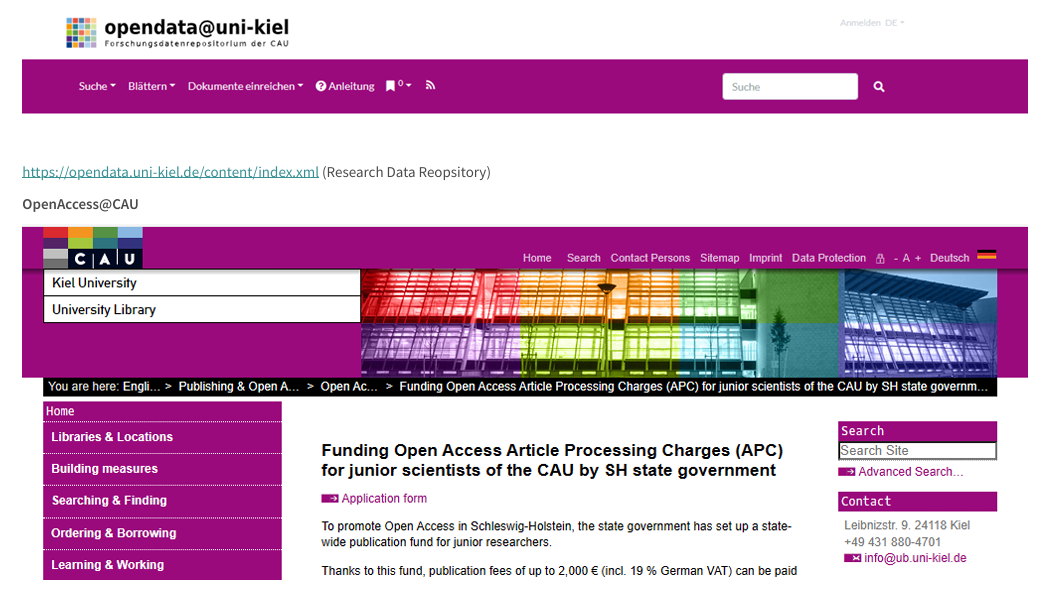 opendata@uni-kiel
Forschungsdatenrepositorium der CAU
Anmelden DE
Suche Blättern Dokumente einreichen Anleitung 0
Suche
https://opendata.uni-kiel.de/content/index.xml (Research Data Reopsitory)
OpenAccess@CAU
C|A|U
Home Search Contact Persons Sitemap Imprint Data Protection - A + Deutsch
Kiel University
University Library
You are here: Engli... > Publishing & Open A... > Open Ac... > Funding Open Access Article Processing Charges (APC) for junior scientists of the CAU by SH state governm...
Home
Libraries & Locations
Building measures
Searching & Finding
Ordering & Borrowing
Learning & Working
Funding Open Access Article Processing Charges (APC)
for junior scientists of the CAU by SH state government
Application form
To promote Open Access in Schleswig-Holstein, the state government has set up a state-
wide publication fund for junior researchers.
Thanks to this fund, publication fees of up to 2,000 € (incl. 19 % German VAT) can be paid
Search
Search Site
Advanced Search...
Contact
Leibnizstr. 9. 24118 Kiel
+49 431 880-4701
info@ub.uni-kiel.de